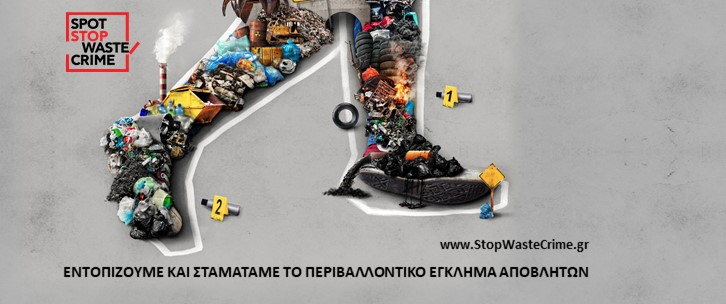 SPOT
STOP
WASTE
CRIME
1
2
www.StopWasteCrime.gr
ΕΝΤΟΠΙΖΟΥΜΕ ΚΑΙ ΣΤΑΜΑΤΑΜΕ ΤΟ ΠΕΡΙΒΑΛΛΟΝΤΙΚΟ ΕΓΚΛΗΜΑ ΑΠΟΒΛΗΤΩΝ